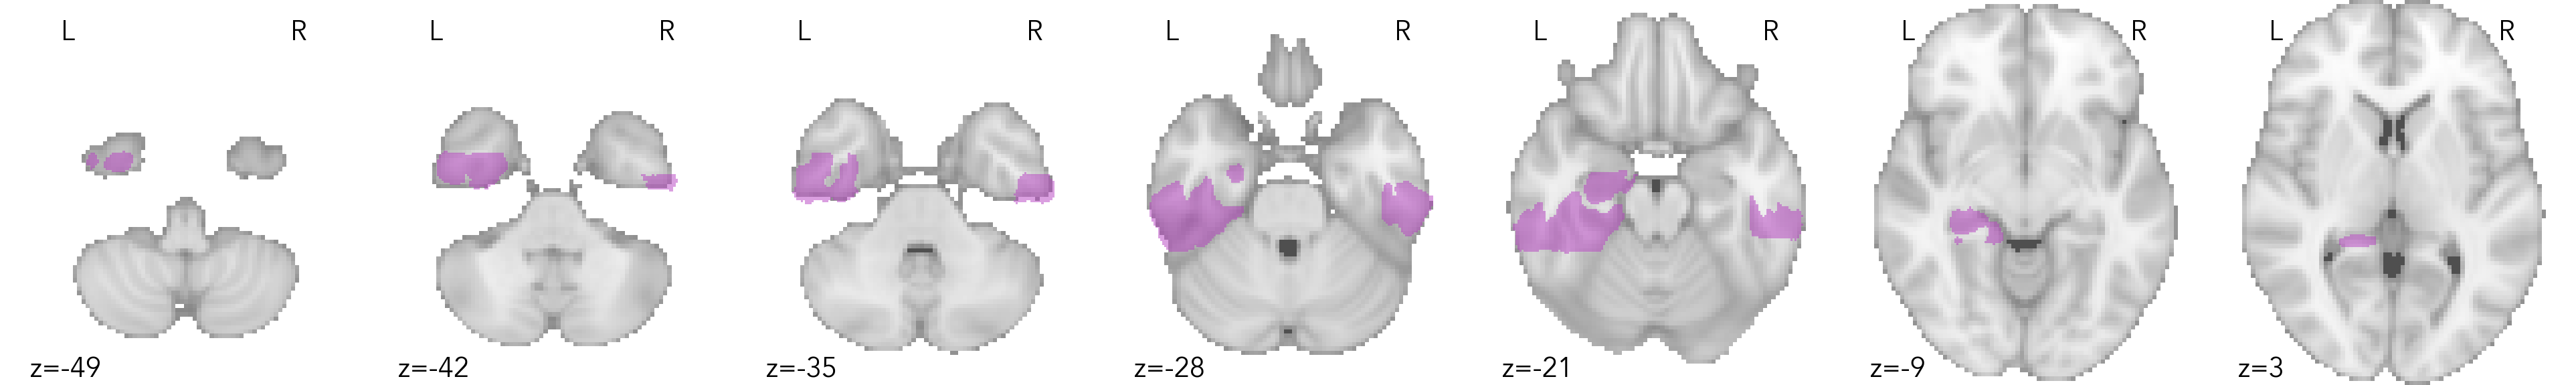 L R L R L R L R L R L R L R
z=-49 z=-42 z=-35 z=-28 z=-21 z=-9 z=3